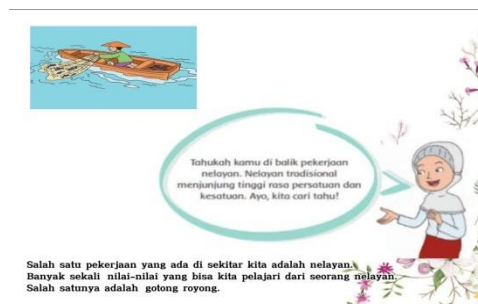 Tahukah kamu di balik pekerjaan
nelayan. Nelayan tradisional
menjunjung tinggi rasa persatuan dan
kesatuan. Ayo, kita cari tahu!
Salah satu pekerjaan yang ada di sekitar kita adalah nelayan.
Banyak sekali nilai-nilai yang bisa kita pelajari dari seorang nelayan.
Salah satunya adalah gotong royong.